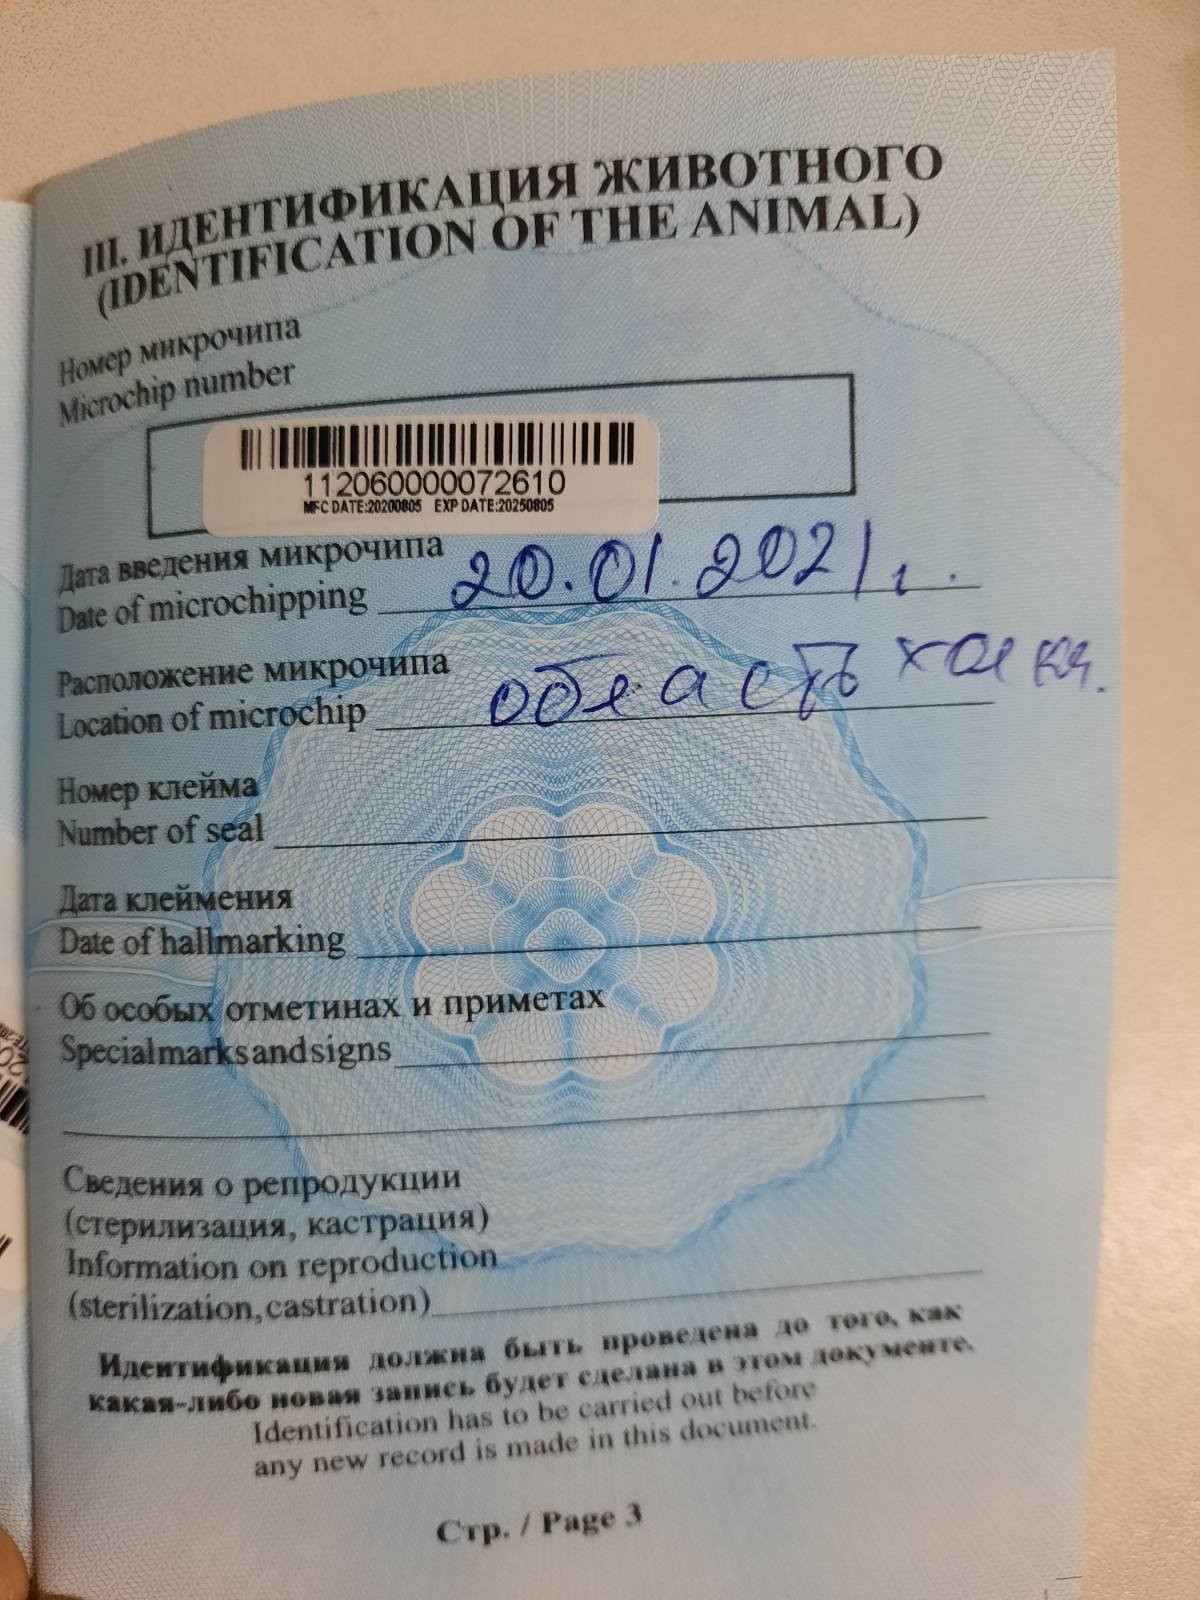 III. ИДЕНТИФИКАЦИЯ ЖИВОТНОГО
(IDENTIFICATION OF THE ANIMAL)
Номер микрочипа
Microchip number
112060000072610
MFC DATE:20200805 EXP DATE:20250805
Дата введения микрочипа
Date of microchipping 20.01.2021 г.
Расположение микрочипа
Location of microchip область холки.
Номер клейма
Number of seal
Дата клеймения
Date of hallmarking
Об особых отметинах и приметах
Special marks and signs
Сведения о репродукции
(стерилизация, кастрация)
Information on reproduction
(sterilization, castration)
Идентификация должна быть проведена до того, как
какая-либо новая запись будет сделана в этом документе.
Identification has to be carried out before
any new record is made in this document.
Стр. / Page 3